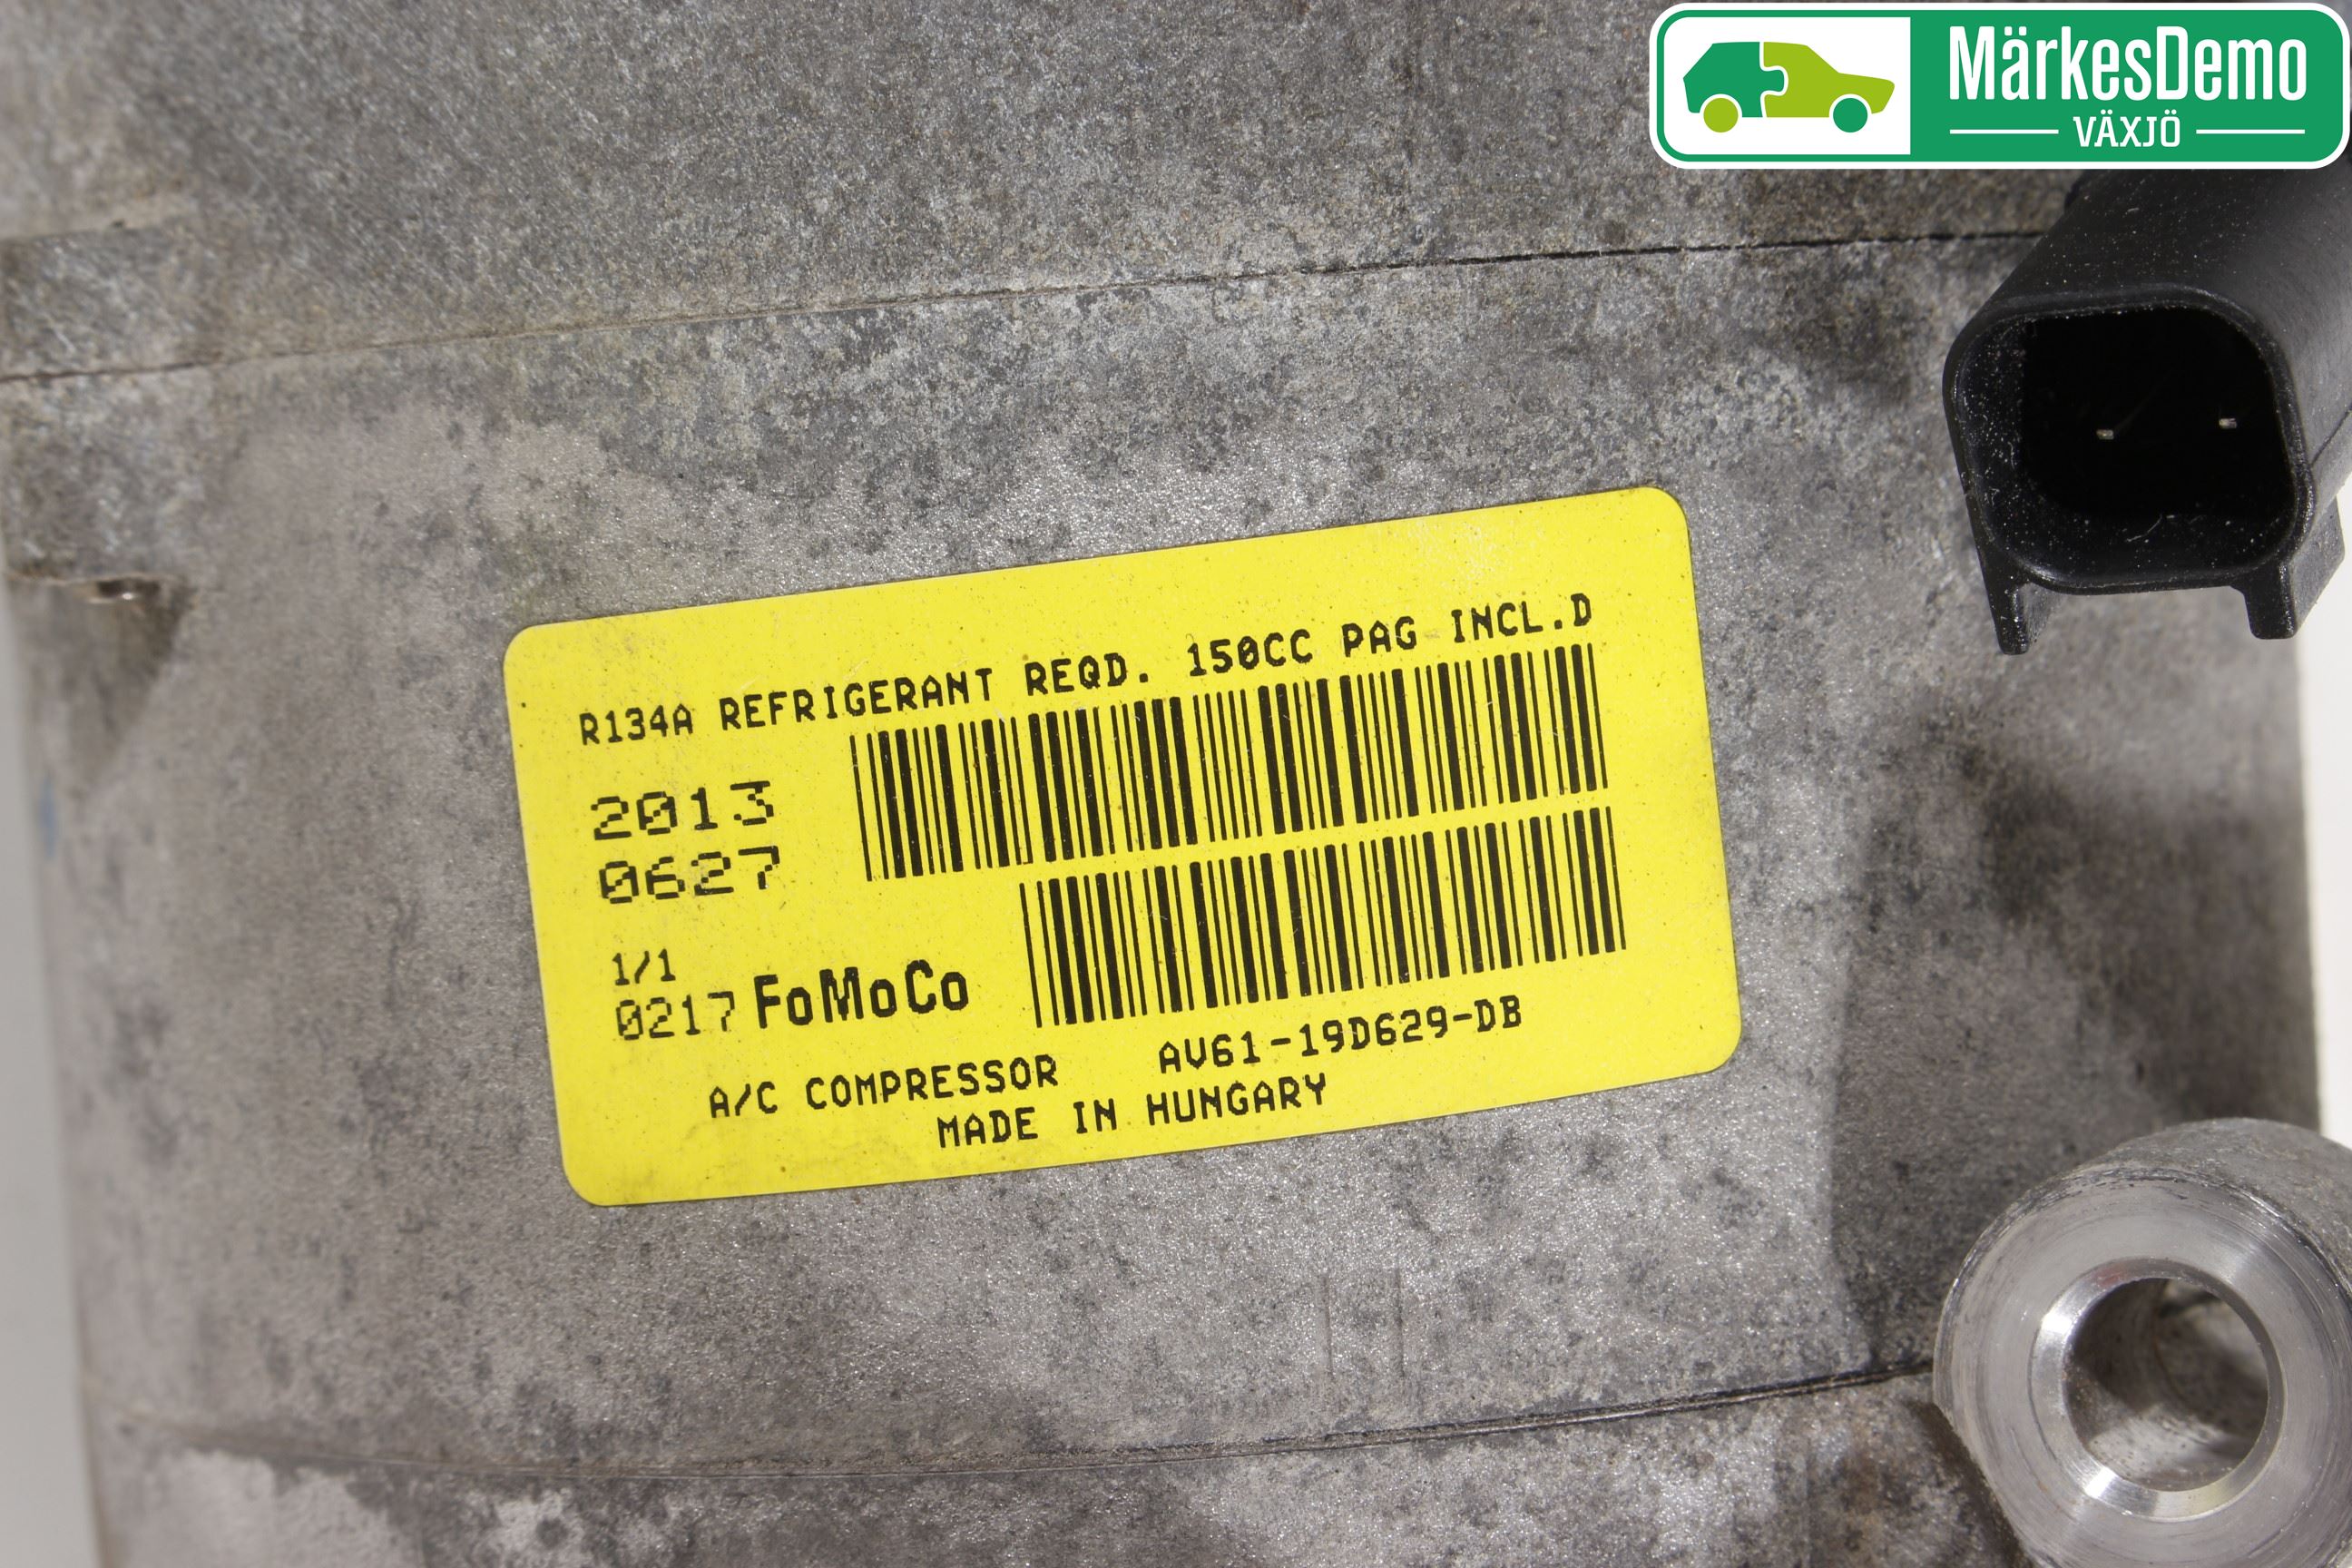 MärkesDemo
VÄXJÖ
R134A REFRIGERANT REQD. 150CC PAG INCL.D
2013
0627
1/1
0217 FoMoCo
A/C COMPRESSOR AV61-19D629-DB
MADE IN HUNGARY